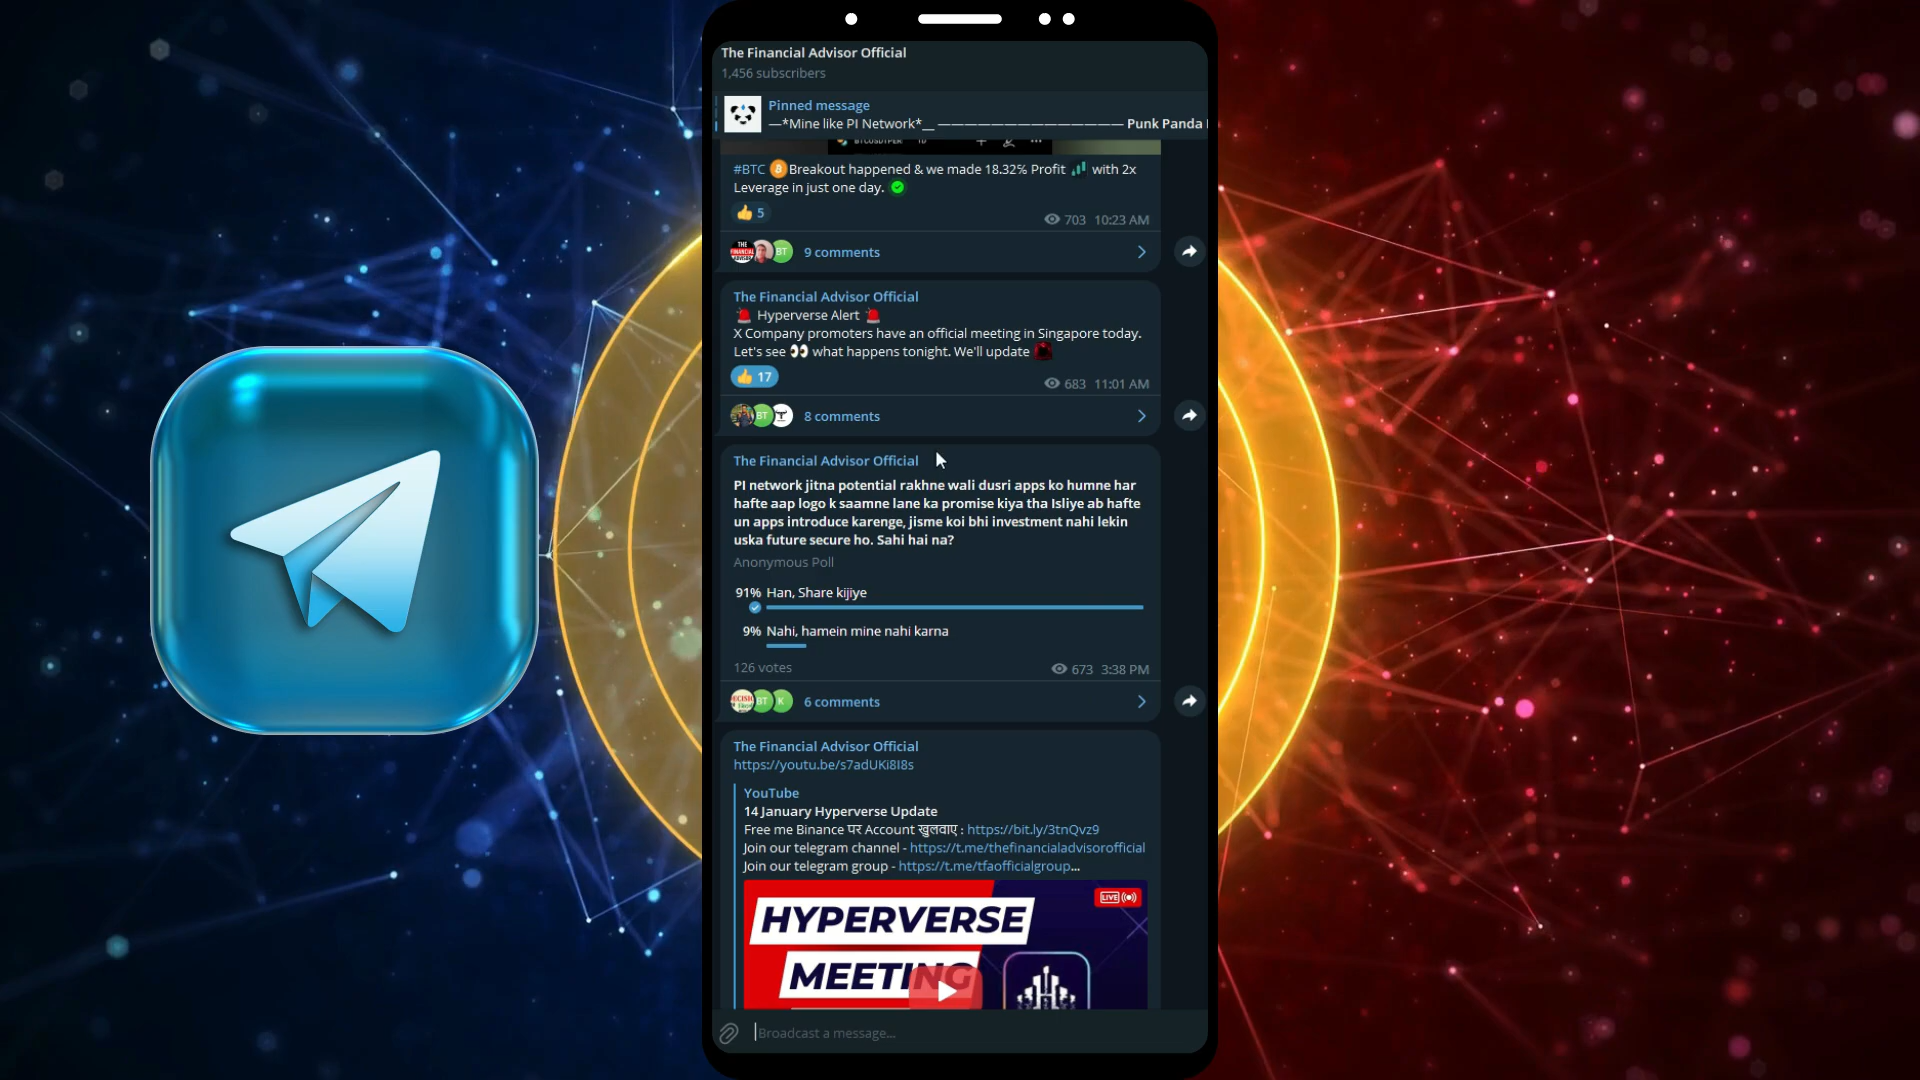 The Financial Advisor Official
1,456 subscribers
Pinned message
—*Mine like PI Network*__ —————————————— Punk Panda
#BTC Breakout happened & we made 18.32% Profit with 2x
Leverage in just one day.
5
703 10:23 AM
BT
9 comments
The Financial Advisor Official
Hyperverse Alert
X Company promoters have an official meeting in Singapore today.
Let's see what happens tonight. We'll update
17
683 11:01 AM
BT
8 comments
The Financial Advisor Official
PI network jitna potential rakhne wali dusri apps ko humne har
hafte aap logo k saamne lane ka promise kiya tha Isliye ab hafte
un apps introduce karenge, jisme koi bhi investment nahi lekin
uska future secure ho. Sahi hai na?
Anonymous Poll
91% Han, Share kijiye
9% Nahi, hamein mine nahi karna
126 votes
673 3:38 PM
BT K
6 comments
The Financial Advisor Official
https://youtu.be/s7adUKi8I8s
YouTube
14 January Hyperverse Update
Free me Binance पर Account खुलवाए : https://bit.ly/3tnQvz9
Join our telegram channel - https://t.me/thefinancialadvisorofficial
Join our telegram group - https://t.me/tfaofficialgroup...
LIVE
HYPERVERSE
MEETING
Broadcast a message...